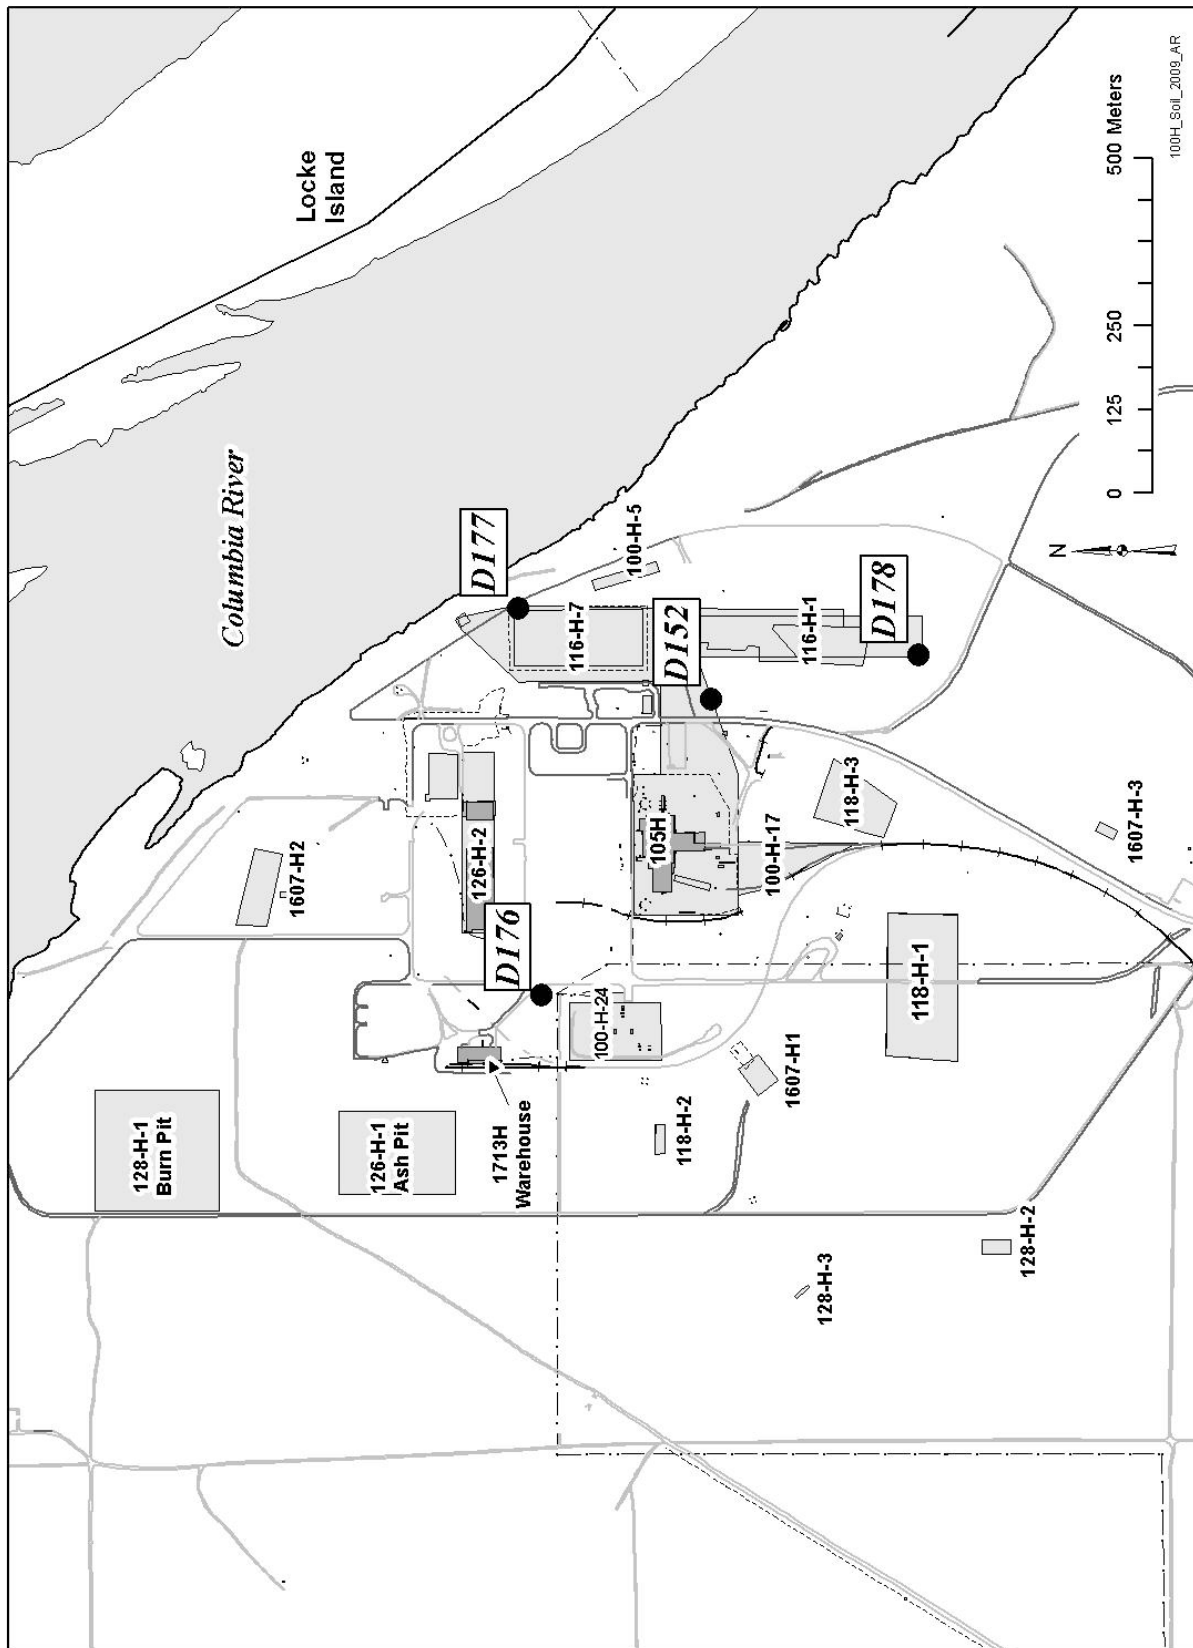 Locke
Island
Columbia River
D177
100-H-5
116-H-7
D152
116-H-1
D178
1607-H2
126-H-2
D176
105H
100-H-17
118-H-3
1607-H-3
128-H-1
Burn Pit
126-H-1
Ash Pit
1713H
Warehouse
100-H-24
118-H-2
1607-H1
118-H-1
128-H-3
128-H-2
N
0
125
250
500 Meters
100H_Soil_2009_AR